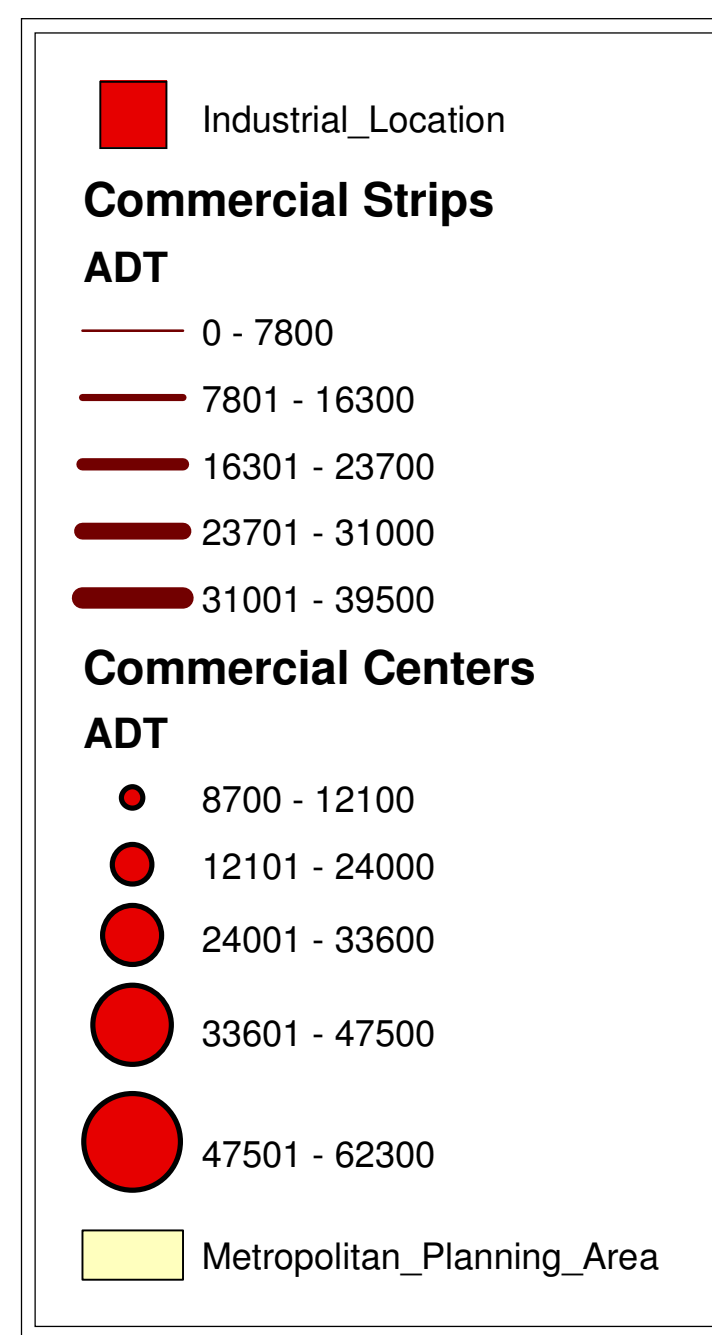 Industrial_Location
Commercial Strips
ADT
0 - 7800
7801 - 16300
16301 - 23700
23701 - 31000
31001 - 39500
Commercial Centers
ADT
8700 - 12100
12101 - 24000
24001 - 33600
33601 - 47500
47501 - 62300
Metropolitan_Planning_Area